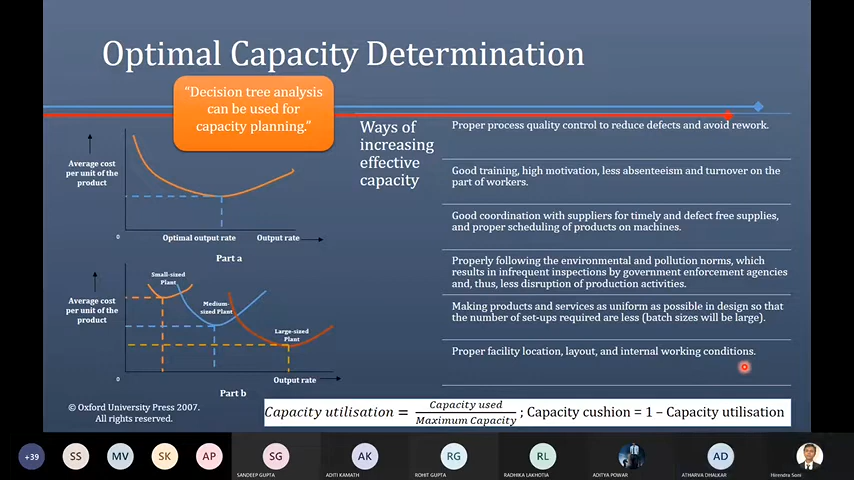 Optimal Capacity Determination
“Decision tree analysis
can be used for
capacity planning.”
Average cost
per unit of the
product
0
Optimal output rate
Output rate
Part a
Small-sized
Plant
Medium-
sized Plant
Large-sized
Plant
Average cost
per unit of the
product
0
Output rate
Part b
Ways of
increasing
effective
capacity
Proper process quality control to reduce defects and avoid rework.
Good training, high motivation, less absenteeism and turnover on the
part of workers.
Good coordination with suppliers for timely and defect free supplies,
and proper scheduling of products on machines.
Properly following the environmental and pollution norms, which
results in infrequent inspections by government enforcement agencies
and, thus, less disruption of production activities.
Making products and services as uniform as possible in design so that
the number of set-ups required are less (batch sizes will be large).
Proper facility location, layout, and internal working conditions.
© Oxford University Press 2007.
All rights reserved.
Capacity utilisation = Capacity used / Maximum Capacity ; Capacity cushion = 1 – Capacity utilisation
+39
SS
MV
SK
AP
SG
AK
RG
RL
AD
SANDEEP GUPTA
ADITI KAMATH
ROHIT GUPTA
RADHIKA LAKHOTIA
ADITYA POWAR
ATHARVA DHALKAR
Hirendra Soni